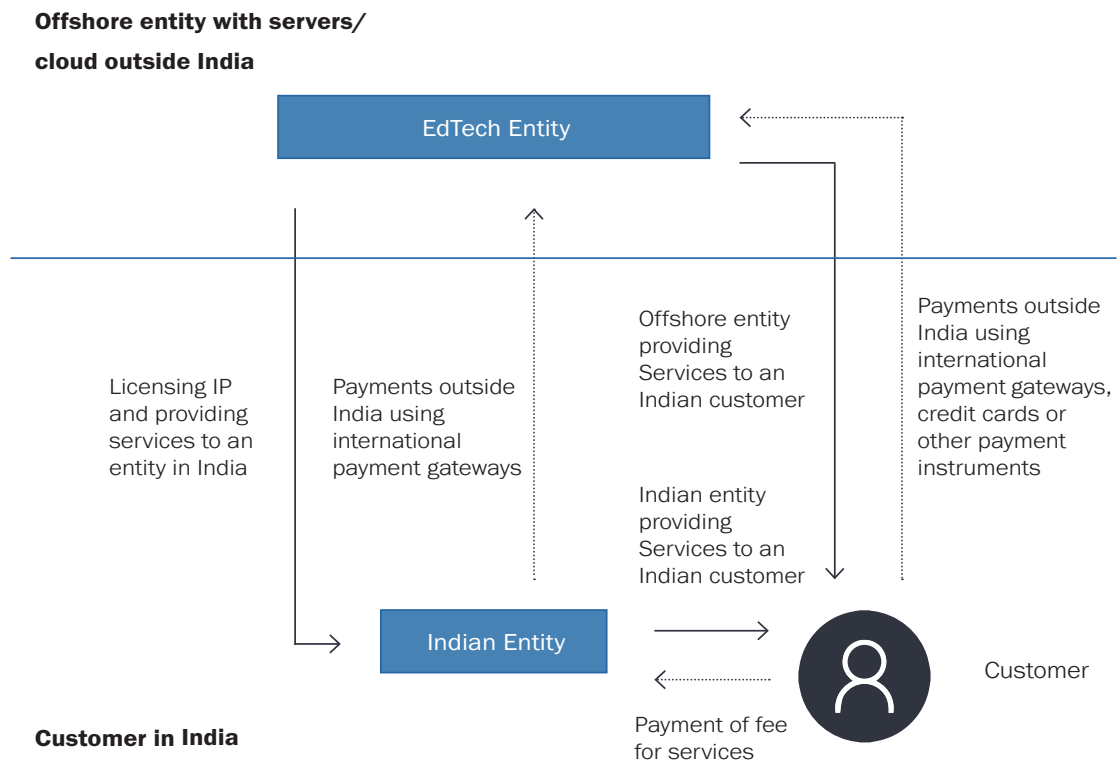 Offshore entity with servers/
cloud outside India
EdTech Entity
Licensing IP
and providing
services to an
entity in India
Payments outside
India using
international
payment gateways
Offshore entity
providing
Services to an
Indian customer
Payments outside
India using
international
payment gateways,
credit cards or
other payment
instruments
Indian entity
providing
Services to an
Indian customer
Indian Entity
Customer
Payment of fee
for services
Customer in India